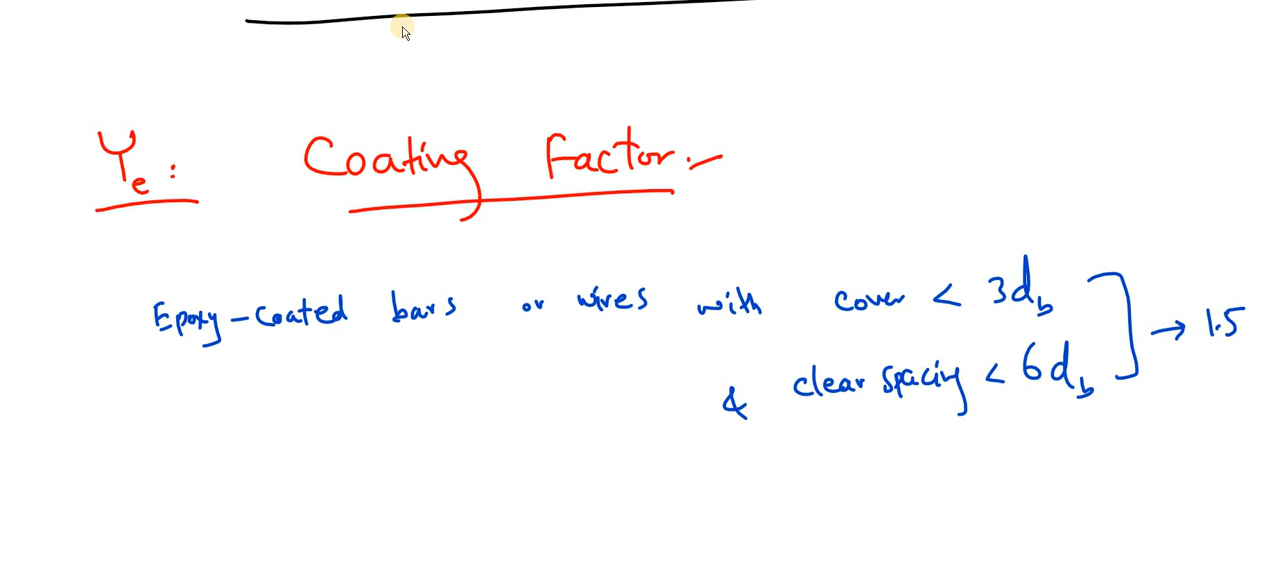 Ψe : Coating Factor :-
Epoxy-Coated bars or wires with cover < 3db
& clear spacing < 6db → 1.5